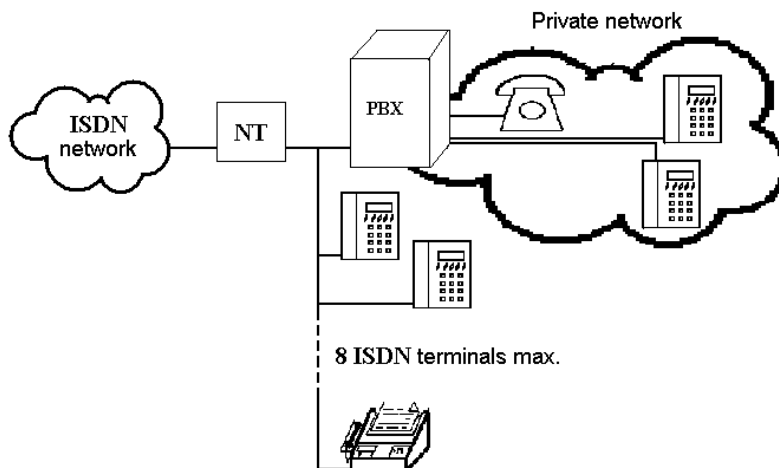 Private network
ISDN
network
NT
PBX
8 ISDN terminals max.